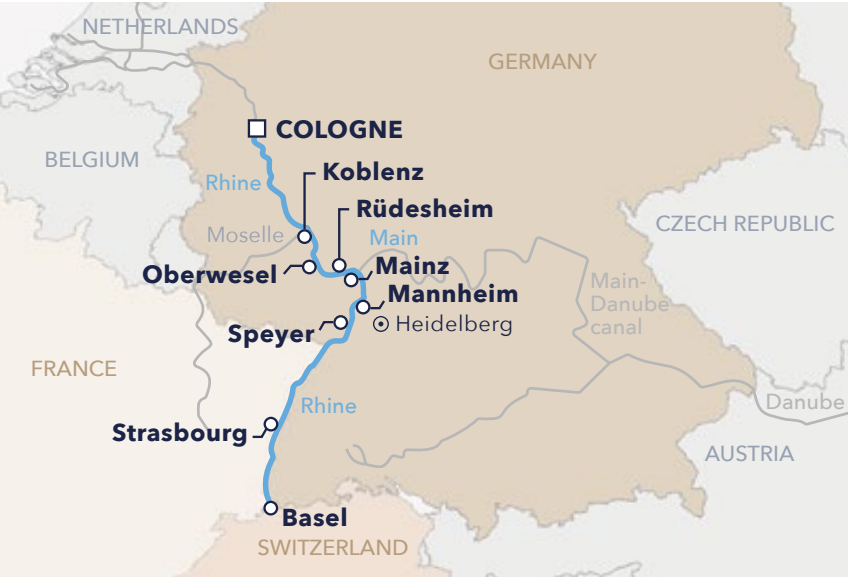 NETHERLANDS
GERMANY
COLOGNE
BELGIUM
Koblenz
Rhine
Rüdesheim
CZECH REPUBLIC
Moselle
Main
Oberwesel
Mainz
Main-
Danube
canal
Mannheim
Heidelberg
Speyer
FRANCE
Danube
Rhine
Strasbourg
AUSTRIA
Basel
SWITZERLAND